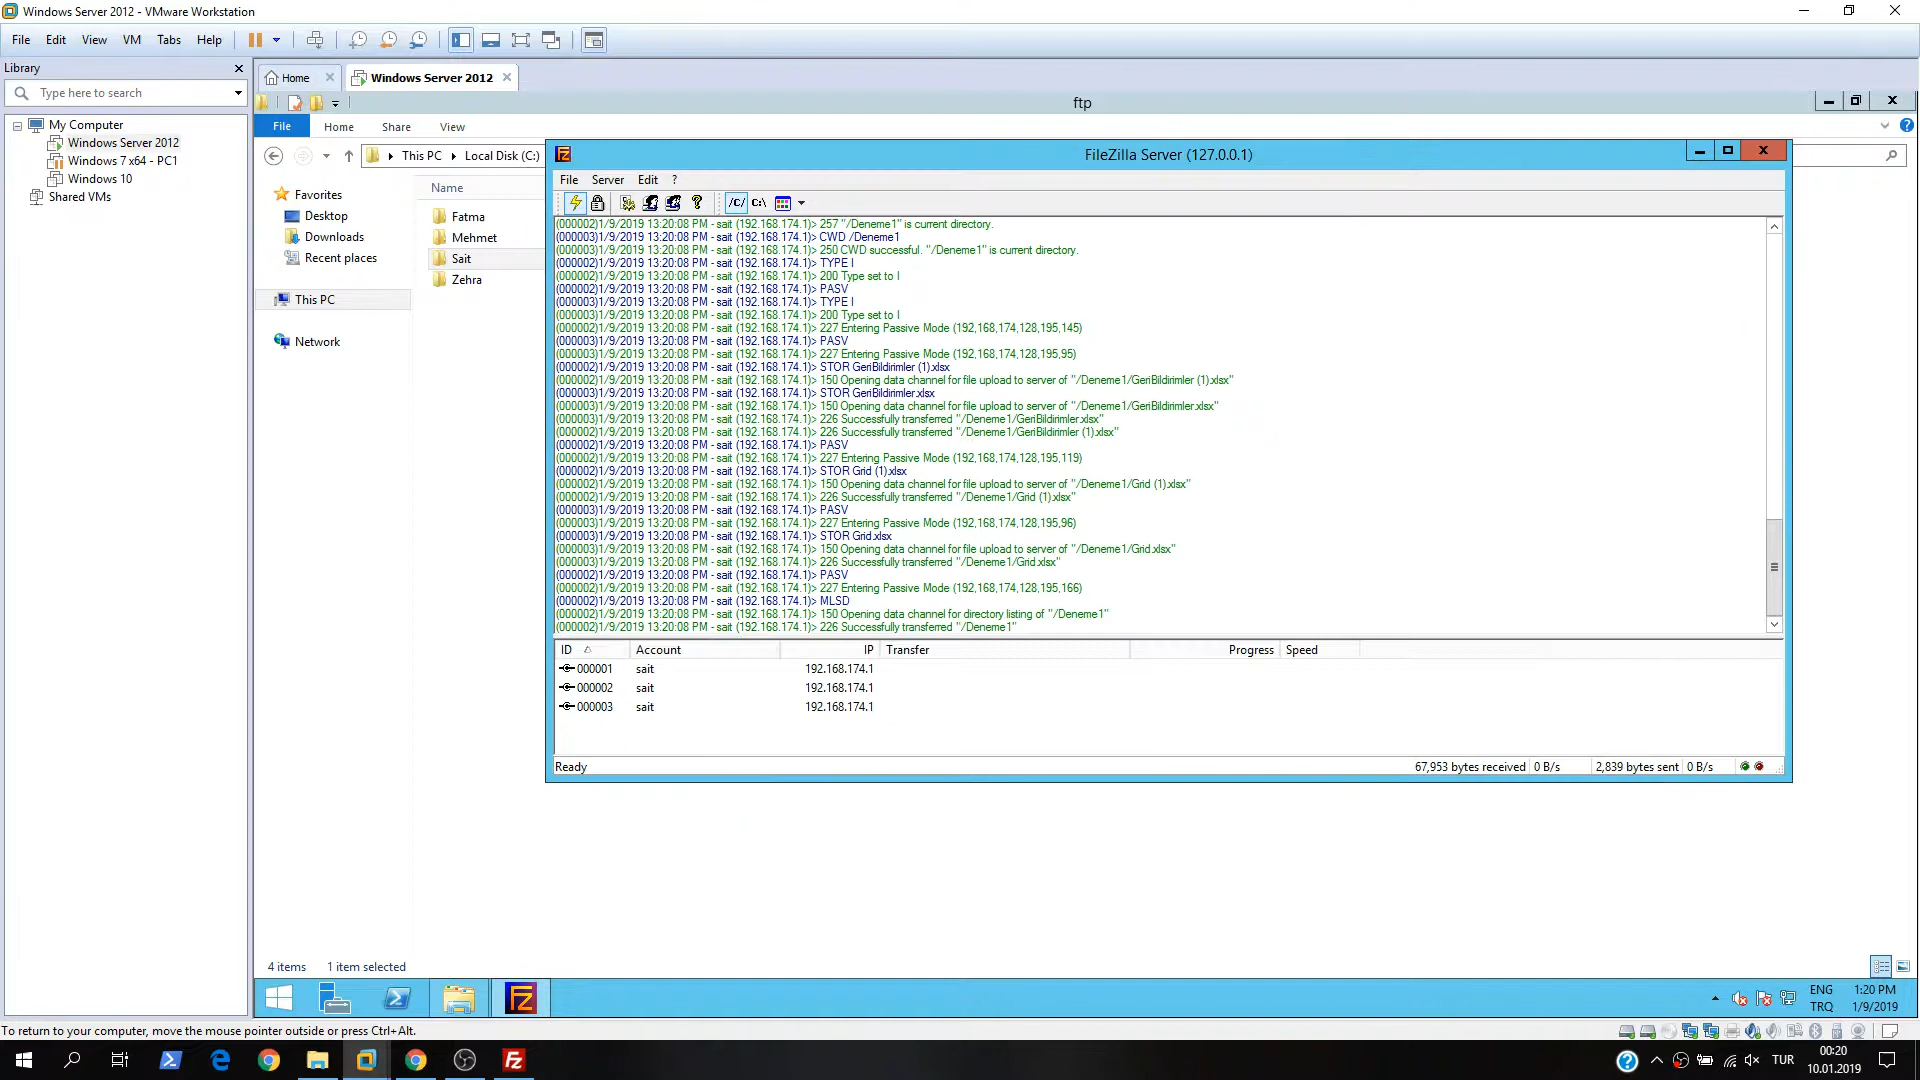 Windows Server 2012 - VMware Workstation
File Edit View VM Tabs Help
Library
Type here to search
My Computer
Windows Server 2012
Windows 7 x64 - PC1
Windows 10
Shared VMs
Home
Windows Server 2012
ftp
File Home Share View
This PC Local Disk (C:)
Favorites
Desktop
Downloads
Recent places
This PC
Network
Name
Fatma
Mehmet
Sait
Zehra
FileZilla Server (127.0.0.1)
File Server Edit ?
/C/ C:\
(000002)1/9/2019 13:20:08 PM - sait (192.168.174.1)> 257 "/Deneme1" is current directory.
(000003)1/9/2019 13:20:08 PM - sait (192.168.174.1)> CWD /Deneme1
(000003)1/9/2019 13:20:08 PM - sait (192.168.174.1)> 250 CWD successful. "/Deneme1" is current directory.
(000002)1/9/2019 13:20:08 PM - sait (192.168.174.1)> TYPE I
(000002)1/9/2019 13:20:08 PM - sait (192.168.174.1)> 200 Type set to I
(000002)1/9/2019 13:20:08 PM - sait (192.168.174.1)> PASV
(000003)1/9/2019 13:20:08 PM - sait (192.168.174.1)> TYPE I
(000003)1/9/2019 13:20:08 PM - sait (192.168.174.1)> 200 Type set to I
(000002)1/9/2019 13:20:08 PM - sait (192.168.174.1)> 227 Entering Passive Mode (192,168,174,128,195,145)
(000003)1/9/2019 13:20:08 PM - sait (192.168.174.1)> PASV
(000003)1/9/2019 13:20:08 PM - sait (192.168.174.1)> 227 Entering Passive Mode (192,168,174,128,195,95)
(000002)1/9/2019 13:20:08 PM - sait (192.168.174.1)> STOR GeriBildirimler (1).xlsx
(000002)1/9/2019 13:20:08 PM - sait (192.168.174.1)> 150 Opening data channel for file upload to server of "/Deneme1/GeriBildirimler (1).xlsx"
(000003)1/9/2019 13:20:08 PM - sait (192.168.174.1)> STOR GeriBildirimler.xlsx
(000003)1/9/2019 13:20:08 PM - sait (192.168.174.1)> 150 Opening data channel for file upload to server of "/Deneme1/GeriBildirimler.xlsx"
(000003)1/9/2019 13:20:08 PM - sait (192.168.174.1)> 226 Successfully transferred "/Deneme1/GeriBildirimler.xlsx"
(000002)1/9/2019 13:20:08 PM - sait (192.168.174.1)> 226 Successfully transferred "/Deneme1/GeriBildirimler (1).xlsx"
(000002)1/9/2019 13:20:08 PM - sait (192.168.174.1)> PASV
(000002)1/9/2019 13:20:08 PM - sait (192.168.174.1)> 227 Entering Passive Mode (192,168,174,128,195,119)
(000002)1/9/2019 13:20:08 PM - sait (192.168.174.1)> STOR Grid (1).xlsx
(000002)1/9/2019 13:20:08 PM - sait (192.168.174.1)> 150 Opening data channel for file upload to server of "/Deneme1/Grid (1).xlsx"
(000002)1/9/2019 13:20:08 PM - sait (192.168.174.1)> 226 Successfully transferred "/Deneme1/Grid (1).xlsx"
(000003)1/9/2019 13:20:08 PM - sait (192.168.174.1)> PASV
(000003)1/9/2019 13:20:08 PM - sait (192.168.174.1)> 227 Entering Passive Mode (192,168,174,128,195,96)
(000003)1/9/2019 13:20:08 PM - sait (192.168.174.1)> STOR Grid.xlsx
(000003)1/9/2019 13:20:08 PM - sait (192.168.174.1)> 150 Opening data channel for file upload to server of "/Deneme1/Grid.xlsx"
(000003)1/9/2019 13:20:08 PM - sait (192.168.174.1)> 226 Successfully transferred "/Deneme1/Grid.xlsx"
(000002)1/9/2019 13:20:08 PM - sait (192.168.174.1)> PASV
(000002)1/9/2019 13:20:08 PM - sait (192.168.174.1)> 227 Entering Passive Mode (192,168,174,128,195,166)
(000002)1/9/2019 13:20:08 PM - sait (192.168.174.1)> MLSD
(000002)1/9/2019 13:20:08 PM - sait (192.168.174.1)> 150 Opening data channel for directory listing of "/Deneme1"
(000002)1/9/2019 13:20:08 PM - sait (192.168.174.1)> 226 Successfully transferred "/Deneme1"
ID Account IP Transfer Progress Speed
000001 sait 192.168.174.1
000002 sait 192.168.174.1
000003 sait 192.168.174.1
Ready 67,953 bytes received 0 B/s 2,839 bytes sent 0 B/s
4 items 1 item selected
ENG 1:20 PM
TRQ 1/9/2019
To return to your computer, move the mouse pointer outside or press Ctrl+Alt.
TUR 00:20
10.01.2019